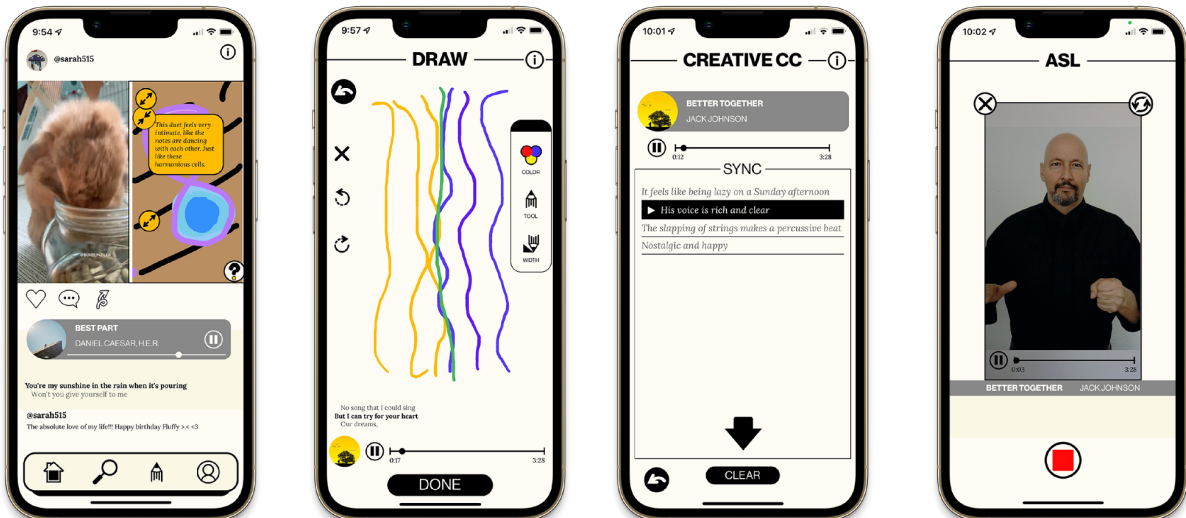 9:54
@sarah515
This duet feels very
intimate, like the
notes are dancing
with each other. Just
like these
harmonious cells.
BEST PART
DANIEL CAESAR, H.E.R.
You're my sunshine in the rain when it's pouring
Won't you give yourself to me
@sarah515
The absolute love of my life!!! Happy birthday Fluffy >.< <3
9:57
DRAW
COLOR
TOOL
WIDTH
No song that I could sing
But I can try for your heart
Our dreams,
0:17
3:28
DONE
10:01
CREATIVE CC
BETTER TOGETHER
JACK JOHNSON
0:12
3:28
SYNC
It feels like being lazy on a Sunday afternoon
His voice is rich and clear
The slapping of strings makes a percussive beat
Nostalgic and happy
CLEAR
10:02
ASL
0:03
3:28
BETTER TOGETHER JACK JOHNSON